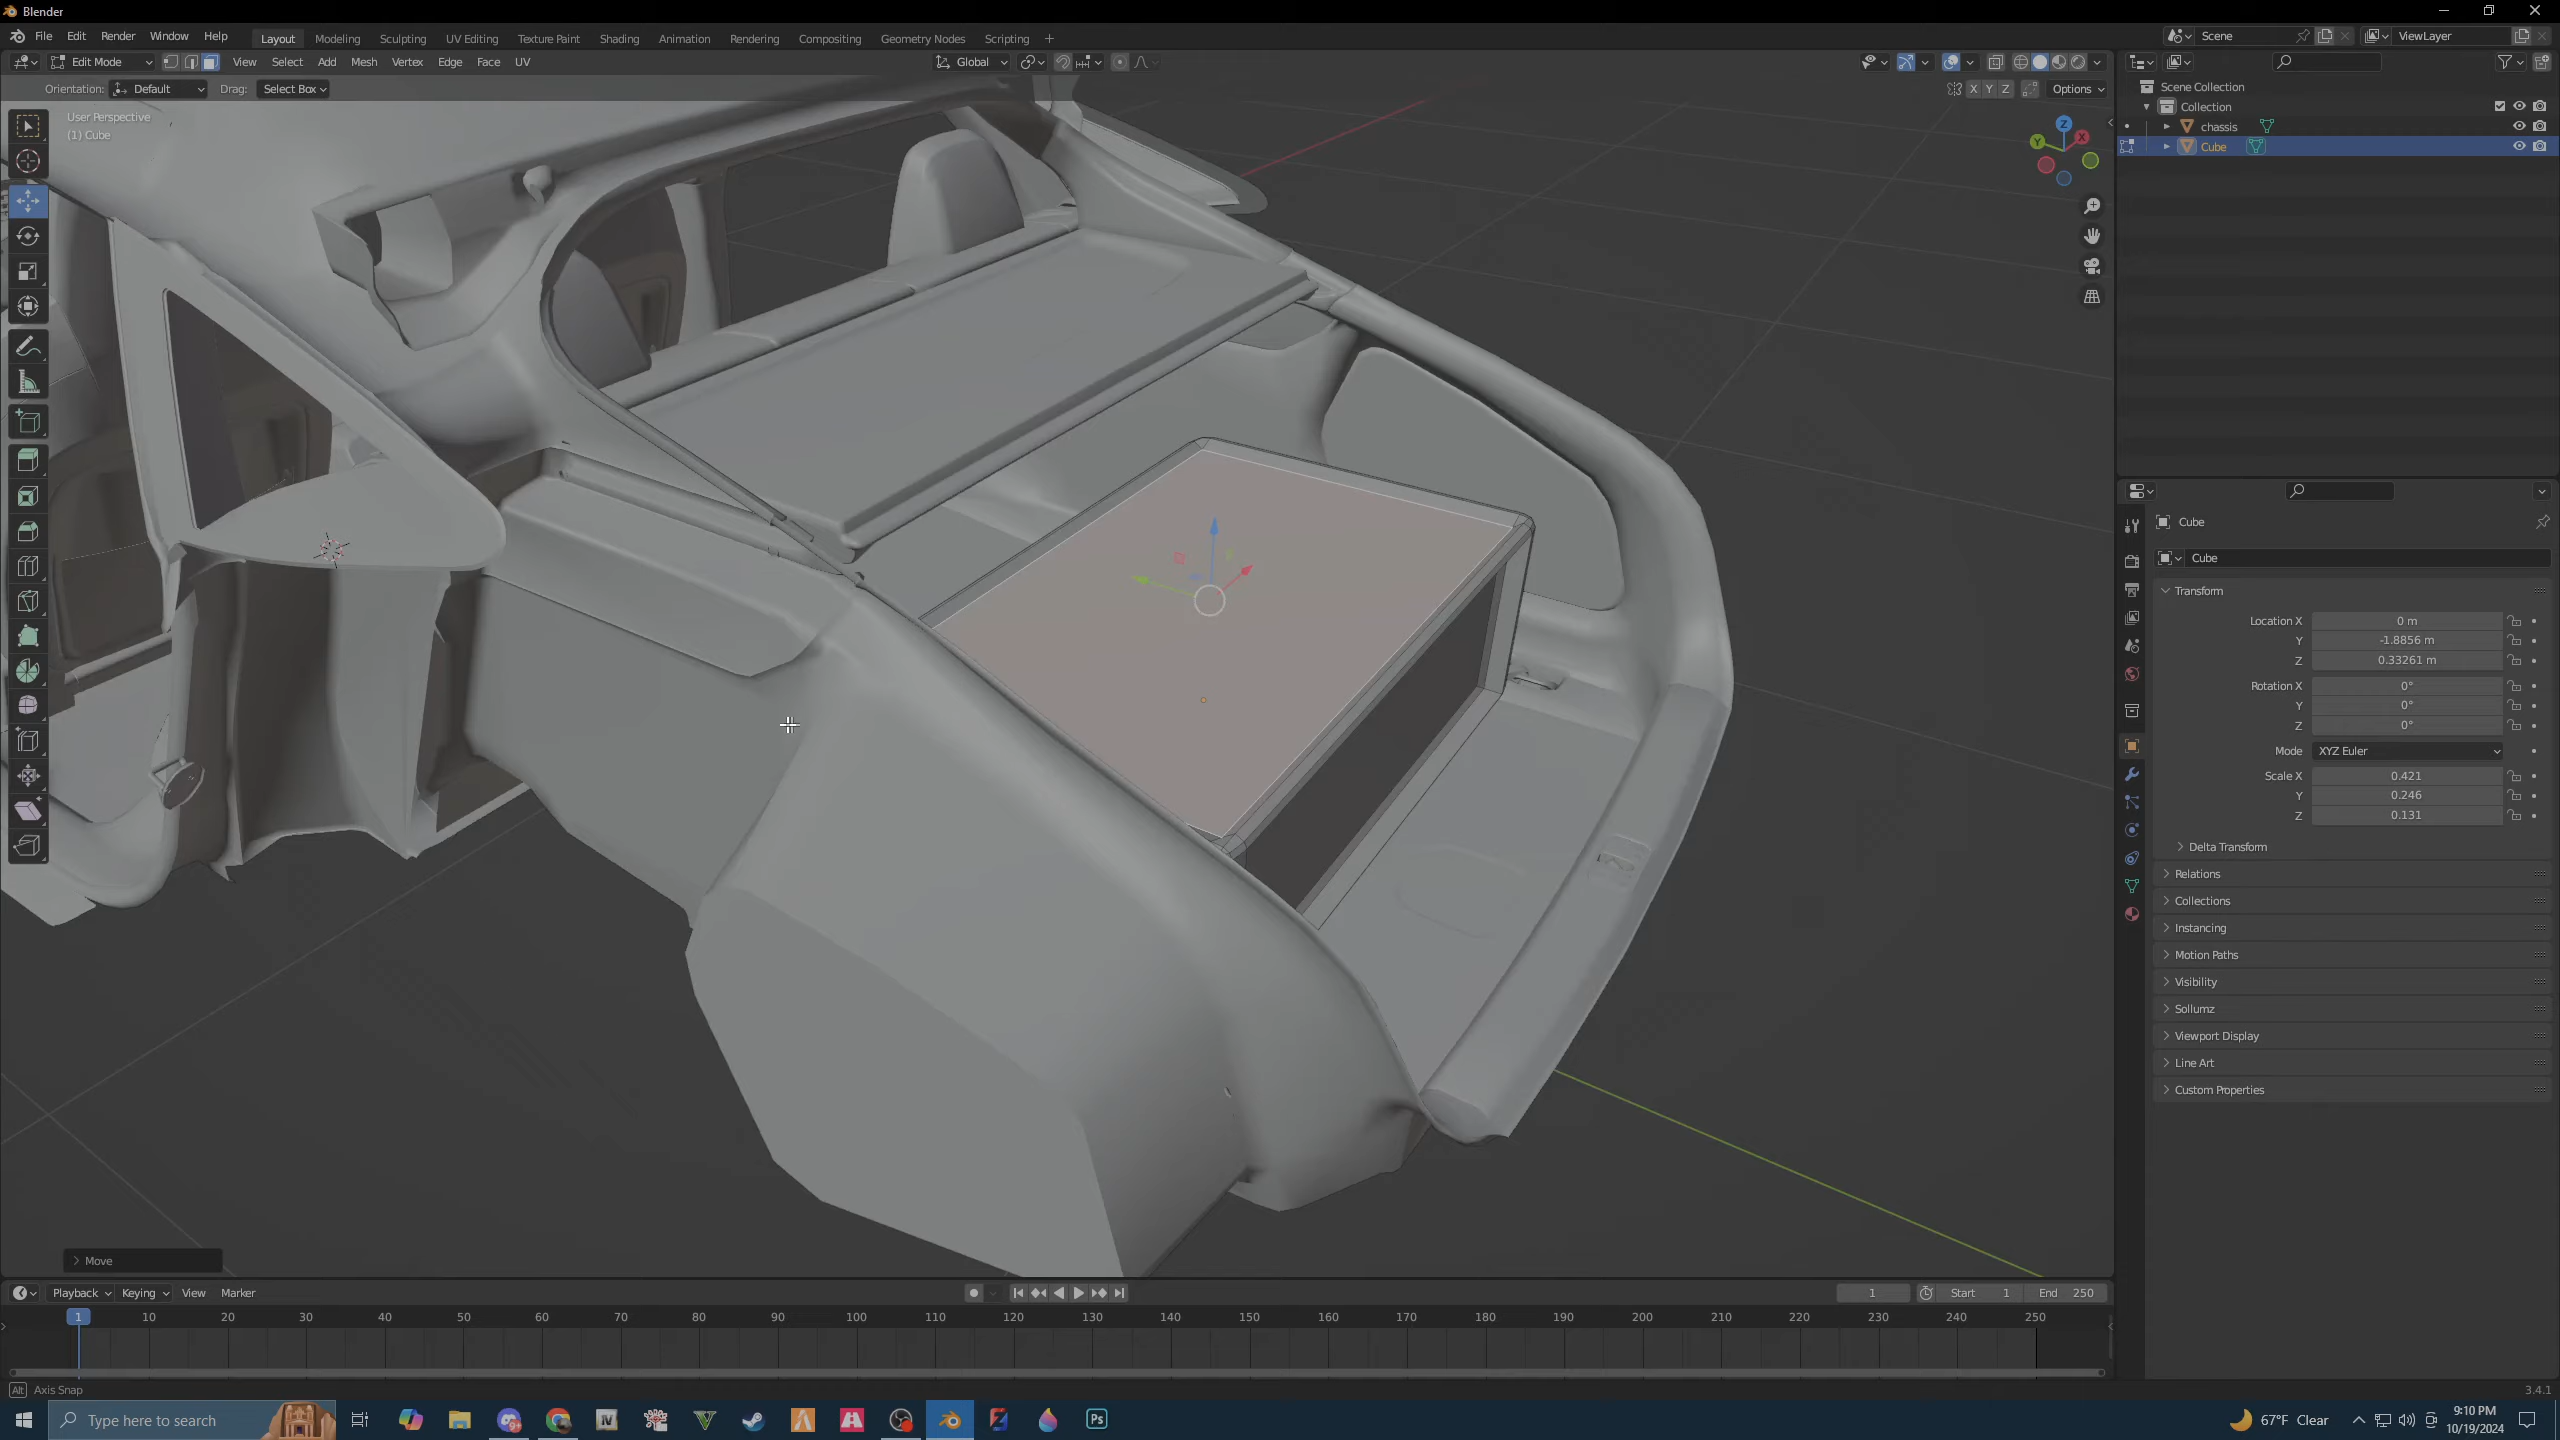 Blender
File Edit Render Window Help
Layout Modeling Sculpting UV Editing Texture Paint Shading Animation Rendering Compositing Geometry Nodes Scripting +
Scene
ViewLayer
Edit Mode View Select Add Mesh Vertex Edge Face UV
Global
Orientation: Default Drag: Select Box
X Y Z Options
User Perspective
(1) Cube
Z
X
Y
Scene Collection
Collection
chassis
Cube
Cube
Cube
Transform
Location X 0 m
Y -1.8856 m
Z 0.33261 m
Rotation X 0°
Y 0°
Z 0°
Mode XYZ Euler
Scale X 0.421
Y 0.246
Z 0.131
Delta Transform
Relations
Collections
Instancing
Motion Paths
Visibility
Sollumz
Viewport Display
Line Art
Custom Properties
Move
Playback Keying View Marker
1 Start 1 End 250
1 10 20 30 40 50 60 70 80 90 100 110 120 130 140 150 160 170 180 190 200 210 220 230 240 250
Alt Axis Snap
3.4.1
Type here to search
Ps
67°F Clear
9:10 PM
10/19/2024